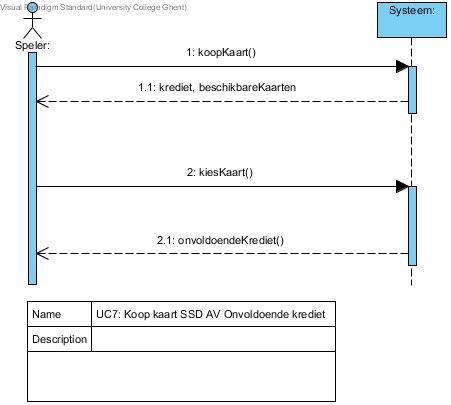 Visual Paradigm Standard(University College Ghent)
Systeem:
Speler:
1: koopKaart()
1.1: krediet, beschikbareKaarten
2: kiesKaart()
2.1: onvoldoendeKrediet()
Name UC7: Koop kaart SSD AV Onvoldoende krediet
Description